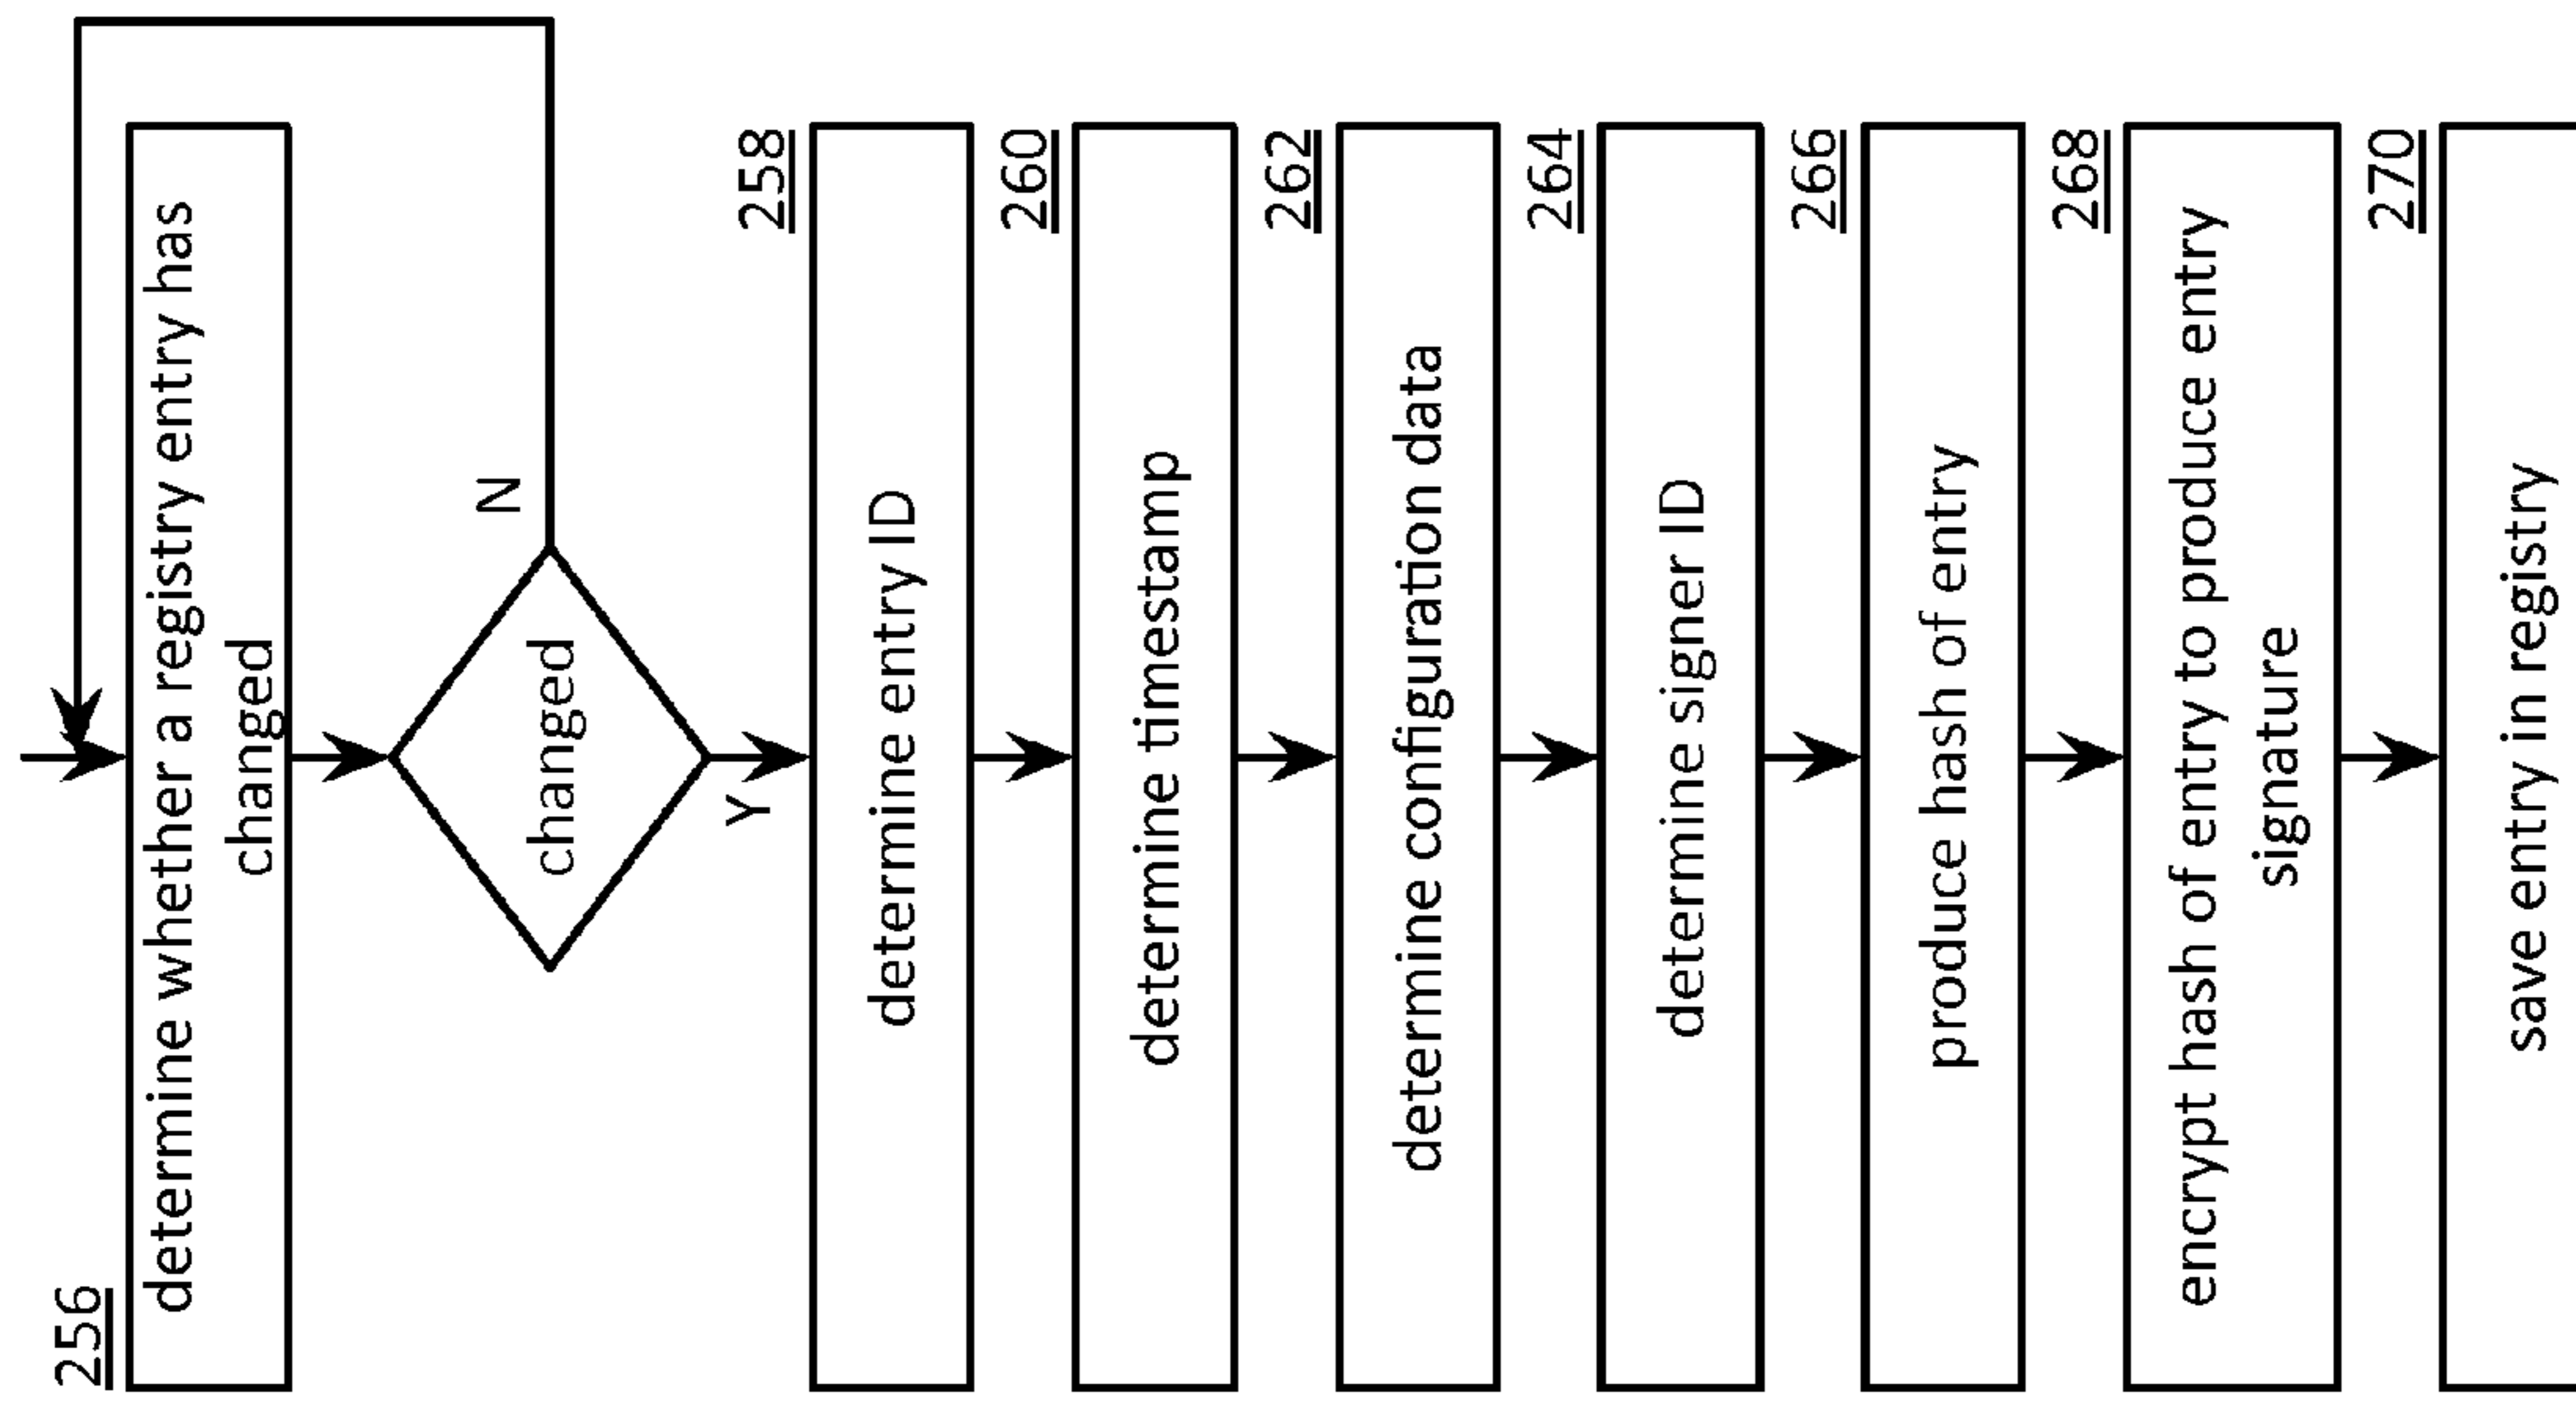 256
determine whether a registry entry has
changed
changed
N
Y
258
determine entry ID
260
determine timestamp
262
determine configuration data
264
determine signer ID
266
produce hash of entry
268
encrypt hash of entry to produce entry
signature
270
save entry in registry